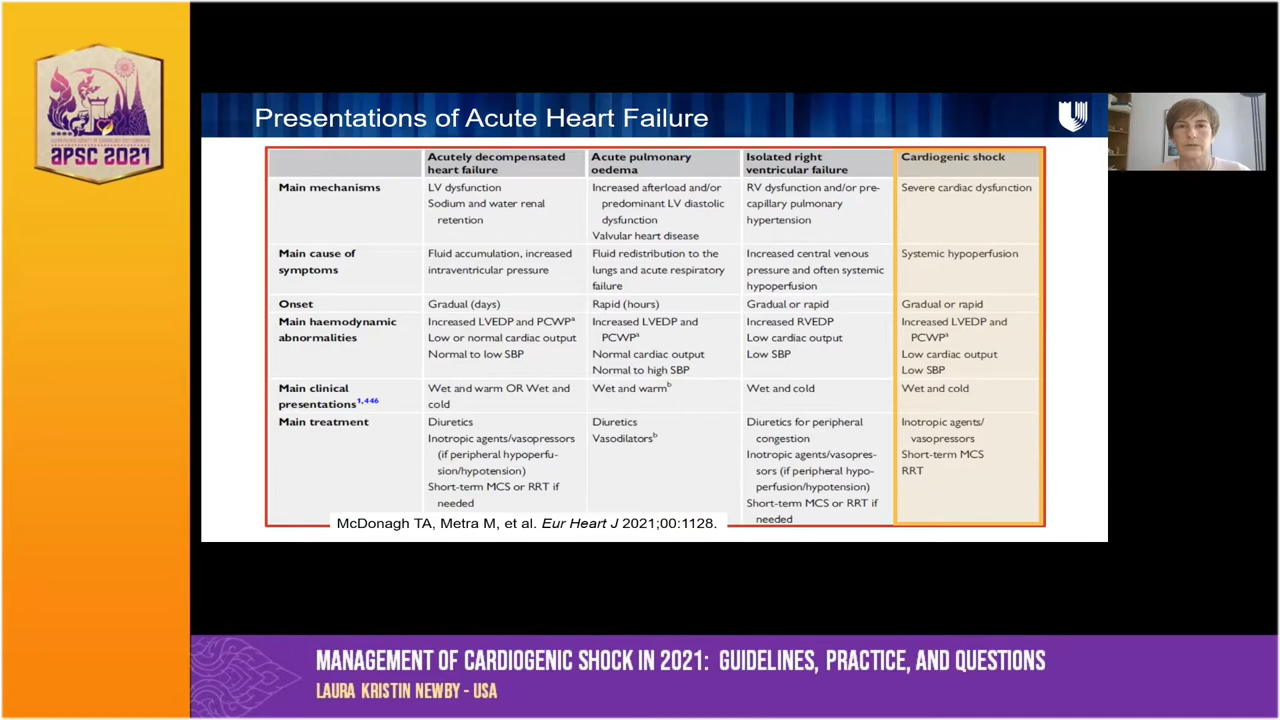 APSC 2021
Presentations of Acute Heart Failure
Acutely decompensated
heart failure
Acute pulmonary
oedema
Isolated right
ventricular failure
Cardiogenic shock
Main mechanisms
LV dysfunction
Sodium and water renal
retention
Increased afterload and/or
predominant LV diastolic
dysfunction
Valvular heart disease
RV dysfunction and/or pre-
capillary pulmonary
hypertension
Severe cardiac dysfunction
Main cause of
symptoms
Fluid accumulation, increased
intraventricular pressure
Fluid redistribution to the
lungs and acute respiratory
failure
Increased central venous
pressure and often systemic
hypoperfusion
Systemic hypoperfusion
Onset
Gradual (days)
Rapid (hours)
Gradual or rapid
Gradual or rapid
Main haemodynamic
abnormalities
Increased LVEDP and PCWPᵃ
Low or normal cardiac output
Normal to low SBP
Increased LVEDP and
PCWPᵃ
Normal cardiac output
Normal to high SBP
Increased RVEDP
Low cardiac output
Low SBP
Increased LVEDP and
PCWPᵃ
Low cardiac output
Low SBP
Main clinical
presentations¹,⁴⁴⁶
Wet and warm OR Wet and
cold
Wet and warmᵇ
Wet and cold
Wet and cold
Main treatment
Diuretics
Inotropic agents/vasopressors
(if peripheral hypoperfu-
sion/hypotension)
Short-term MCS or RRT if
needed
Diuretics
Vasodilatorsᵇ
Diuretics for peripheral
congestion
Inotropic agents/vasopres-
sors (if peripheral hypo-
perfusion/hypotension)
Short-term MCS or RRT if
needed
Inotropic agents/
vasopressors
Short-term MCS
RRT
McDonagh TA, Metra M, et al. Eur Heart J 2021;00:1128.
MANAGEMENT OF CARDIOGENIC SHOCK IN 2021: GUIDELINES, PRACTICE, AND QUESTIONS
LAURA KRISTIN NEWBY - USA